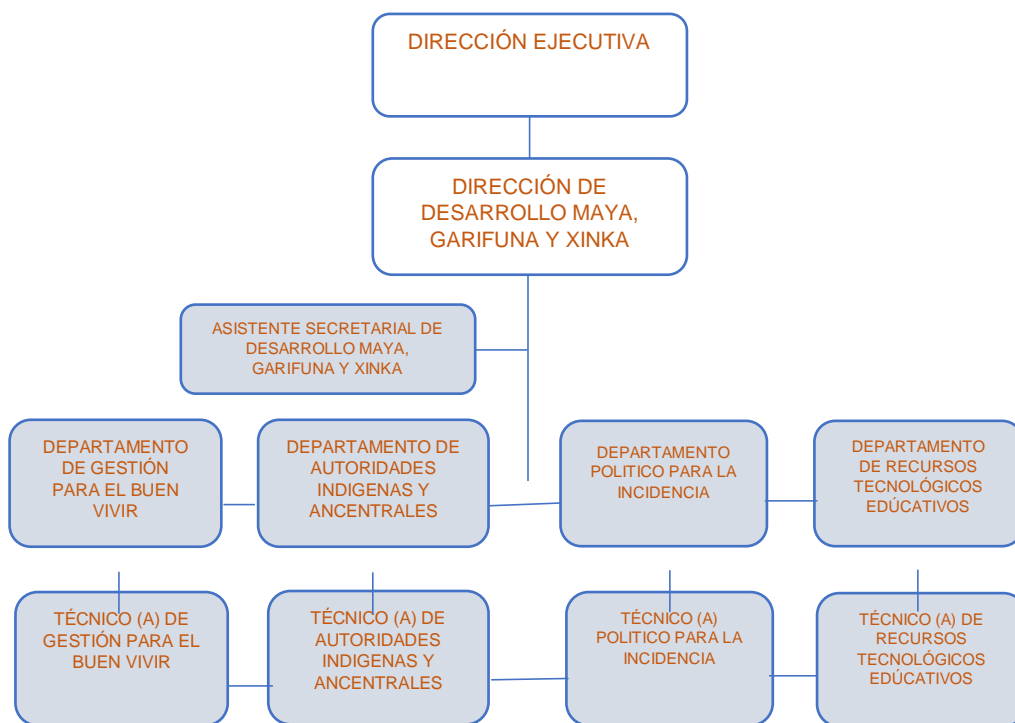 DIRECCIÓN EJECUTIVA
DIRECCIÓN DE
DESARROLLO MAYA,
GARIFUNA Y XINKA
ASISTENTE SECRETARIAL DE
DESARROLLO MAYA,
GARIFUNA Y XINKA
DEPARTAMENTO
DE GESTIÓN
PARA EL BUEN
VIVIR
DEPARTAMENTO DE
AUTORIDADES
INDIGENAS Y
ANCENTRALES
DEPARTAMENTO
POLITICO PARA LA
INCIDENCIA
DEPARTAMENTO
DE RECURSOS
TECNOLÓGICOS
EDÚCATIVOS
TÉCNICO (A) DE
GESTIÓN PARA EL
BUEN VIVIR
TÉCNICO (A) DE
AUTORIDADES
INDIGENAS Y
ANCENTRALES
TÉCNICO (A)
POLITICO PARA LA
INCIDENCIA
TÉCNICO (A) DE
RECURSOS
TECNOLÓGICOS
EDÚCATIVOS